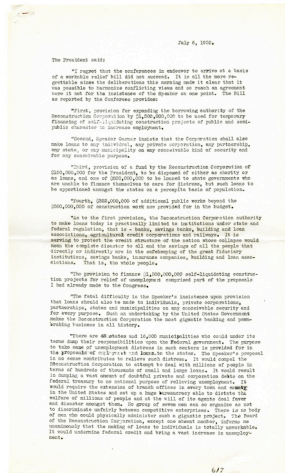 July 6, 1932.
The President said:
"I regret that the conferences in endeavor to arrive at a basis
of a workable relief bill did not succeed. It is all the more re-
grettable since the deliberations this morning made it clear that it
was possible to harmonize conflicting views and so reach an agreement
were it not for the insistence of the Speaker on one point. The Bill
as reported by the Conferees provides:
"First, provision for expanding the borrowing authority of the
Reconstruction Corporation by $1,500,000,000 to be used for temporary
financing of self-liquidating construction projects of public and semi-
public character to increase employment.
"Second, Speaker Garner insists that the Corporation shall also
make loans to any individual, any private corporation, any partnership,
any state, or any municipality on any conceivable kind of security and
for any conceivable purpose.
"Third, provision of a fund by the Reconstruction Corporation of
$100,000,000 for the President, to be disposed of either as charity or
as loans, and one of $200,000,000 to be loaned to state governments who
are unable to finance themselves to care for distress, but such loans to
be apportioned amongst the states on a per capita basis of population.
"Fourth, $322,000,000 of additional public works beyond the
$500,000,000 of construction work now provided for in the budget.
"As to the first provision, the Reconstruction Corporation authority
to make loans today is practically limited to institutions under state and
federal regulation, that is - banks, savings banks, building and loan
associations, agricultural credit corporations and railways. It is
serving to protect the credit structure of the nation whose collapse would
mean the complete disaster to all and the savings of all the people that
are directly or indirectly in the safekeeping of the great fiduciary
institutions, savings banks, insurance companies, building and loan asso-
ciations. That is, the whole people.
"The provision to finance $1,500,000,000 self-liquidating construc-
tion projects for relief of unemployment comprised part of the proposals
I had already made to the Congress.
"The fatal difficulty is the Speaker's insistence upon provision
that loans should also be made to individuals, private corporations,
partnerships, states and municipalities on any conceivable security and
for every purpose. Such an undertaking by the United States Government
makes the Reconstruction Corporation the most gigantic banking and pawn-
broking business in all history.
"There are 48 states and 16,000 municipalities who could under its
terms dump their responsibilities upon the Federal government. The purpose
to take care of unemployment distress in such centers is provided for in
the proposals of
loans to the states. The Speaker's proposal
in no sense contributes to relieve such distress. It would compel the
Reconstruction Corporation to attempt to deal with millions of people in
terms of hundreds of thousands of small and large loans. It would result
in dumping a vast amount of doubtful private and corporation debts on the
federal treasury to no national purpose of relieving unemployment. It
would require the extension of branch offices in every town and county
in the United States and set up a huge bureaucracy able to dictate the
welfare of millions of people and at the will of its agents deal favor
and disaster amongst them. No group of seven men can so organize as not
to discriminate unfairly between competitive enterprises. There is no body
of men who could physically administer such a gigantic project. The Board
of the Reconstruction Corporation, except one absent member, informs me
unanimously that the making of loans to individuals is totally unworkable.
It would undermine federal credit and bring a vast increase in unemploy-
ment.
617